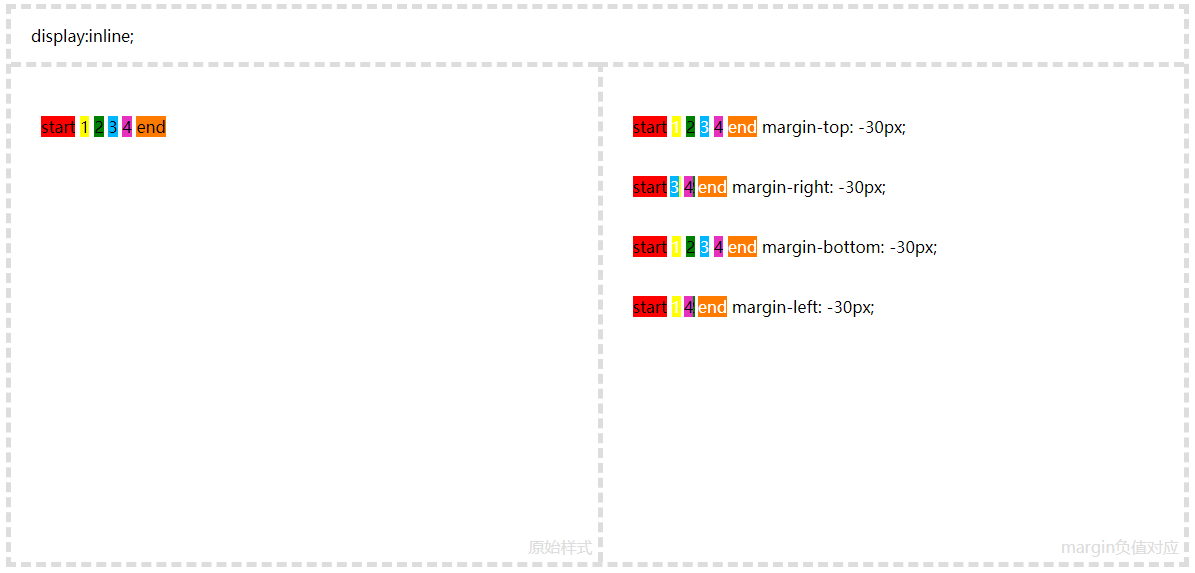 display:inline;
start 1 2 3 4 end
原始样式
start 1 2 3 4 end margin-top: -30px;
start 3 4 end margin-right: -30px;
start 1 2 3 4 end margin-bottom: -30px;
start 1 4 end margin-left: -30px;
margin负值对应